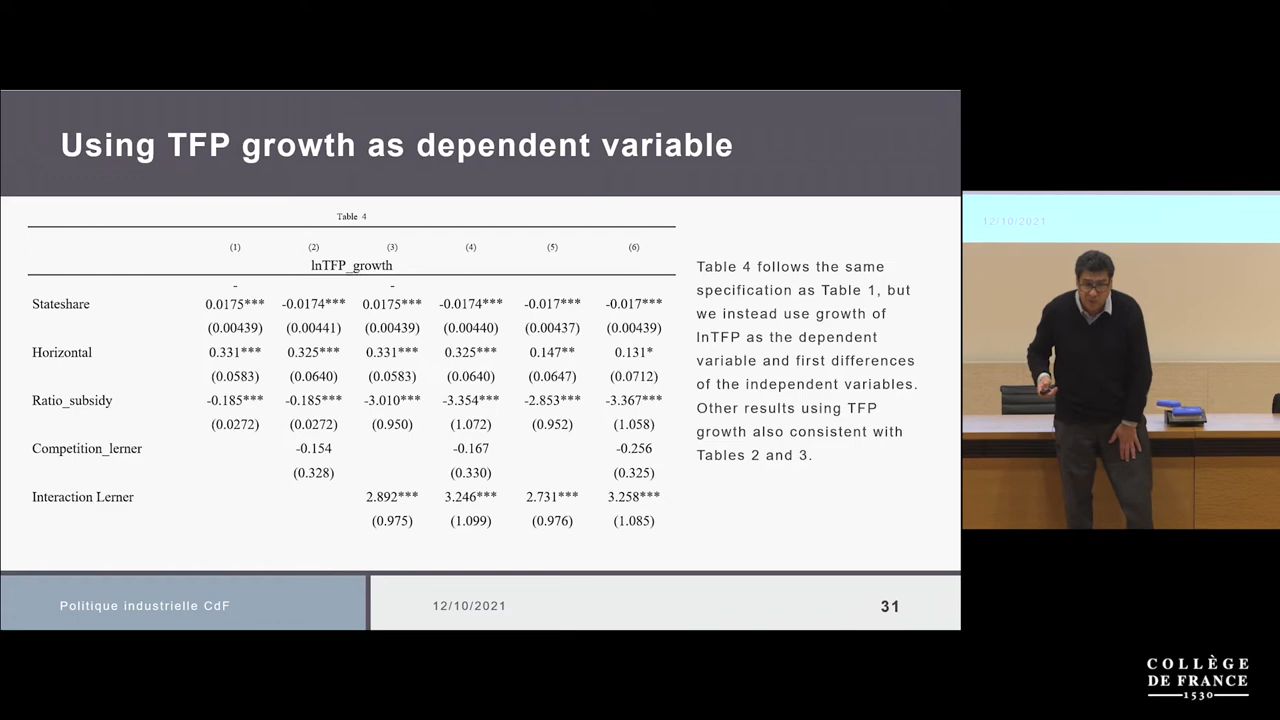 Using TFP growth as dependent variable
Table 4
(1) (2) (3) (4) (5) (6)
lnTFP_growth
- -
Stateshare 0.0175*** -0.0174*** 0.0175*** -0.0174*** -0.017*** -0.017***
(0.00439) (0.00441) (0.00439) (0.00440) (0.00437) (0.00439)
Horizontal 0.331*** 0.325*** 0.331*** 0.325*** 0.147** 0.131*
(0.0583) (0.0640) (0.0583) (0.0640) (0.0647) (0.0712)
Ratio_subsidy -0.185*** -0.185*** -3.010*** -3.354*** -2.853*** -3.367***
(0.0272) (0.0272) (0.950) (1.072) (0.952) (1.058)
Competition_lerner -0.154 -0.167 -0.256
(0.328) (0.330) (0.325)
Interaction Lerner 2.892*** 3.246*** 2.731*** 3.258***
(0.975) (1.099) (0.976) (1.085)
Table 4 follows the same
specification as Table 1, but
we instead use growth of
lnTFP as the dependent
variable and first differences
of the independent variables.
Other results using TFP
growth also consistent with
Tables 2 and 3.
Politique industrielle CdF
12/10/2021
31
12/10/2021
COLLÈGE
DE FRANCE
1530